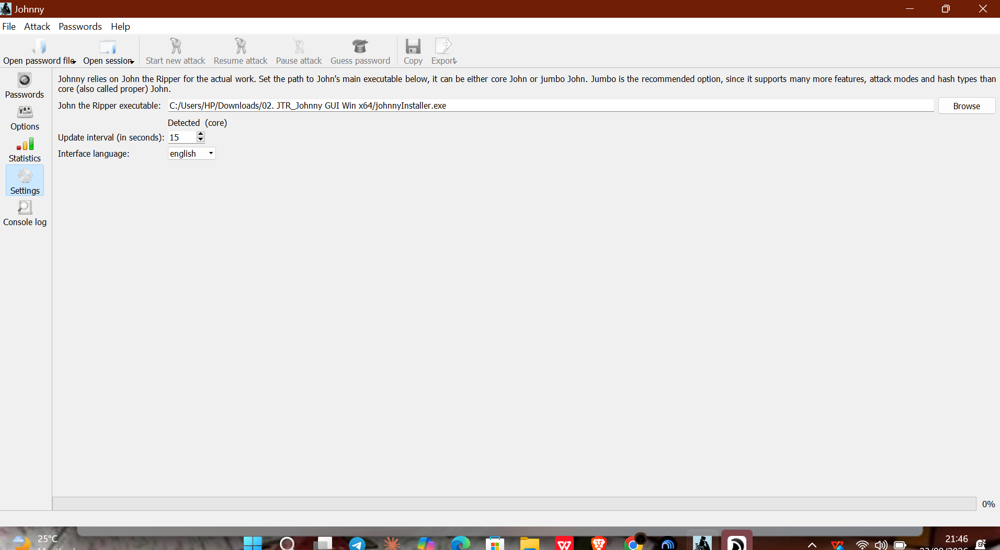 Johnny
File Attack Passwords Help
Open password file Open session Start new attack Resume attack Pause attack Guess password Copy Export
Passwords
Options
Statistics
Settings
Console log
Johnny relies on John the Ripper for the actual work. Set the path to John's main executable below, it can be either core John or jumbo John. Jumbo is the recommended option, since it supports many more features, attack modes and hash types than
core (also called proper) John.
John the Ripper executable: C:/Users/HP/Downloads/02. JTR_Johnny GUI Win x64/johnnyInstaller.exe Browse
Detected (core)
Update interval (in seconds): 15
Interface language: english
0%
25°C
21:46